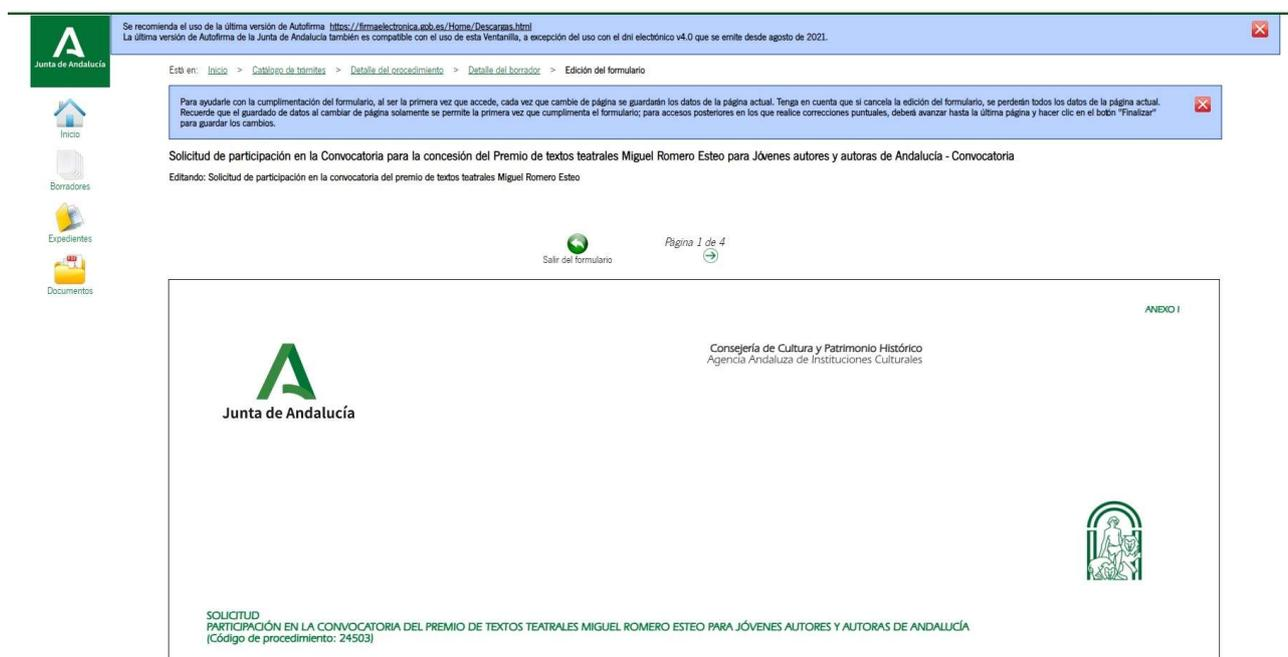 Se recomienda el uso de la última versión de Autofirma https://firmaelectronica.gob.es/Home/Descargas.html
La última versión de Autofirma de la Junta de Andalucía también es compatible con el uso de esta Ventanilla, a excepción del uso con el dni electrónico v4.0 que se emite desde agosto de 2021.
Junta de Andalucía
Está en: Inicio > Catálogo de trámites > Detalle del procedimiento > Detalle del borrador > Edición del formulario
Para ayudarle con la cumplimentación del formulario, al ser la primera vez que accede, cada vez que cambie de página se guardarán los datos de la página actual. Tenga en cuenta que si cancela la edición del formulario, se perderán todos los datos de la página actual.
Recuerde que el guardado de datos al cambiar de página solamente se permite la primera vez que cumplimenta el formulario; para accesos posteriores en los que realice correcciones puntuales, deberá avanzar hasta la última página y hacer clic en el botón "Finalizar"
para guardar los cambios.
Inicio
Borradores
Expedientes
Documentos
Solicitud de participación en la Convocatoria para la concesión del Premio de textos teatrales Miguel Romero Esteo para Jóvenes autores y autoras de Andalucía - Convocatoria
Editando: Solicitud de participación en la convocatoria del premio de textos teatrales Miguel Romero Esteo
Salir del formulario
Página 1 de 4
ANEXO I
Consejería de Cultura y Patrimonio Histórico
Agencia Andaluza de Instituciones Culturales
Junta de Andalucía
SOLICITUD
PARTICIPACIÓN EN LA CONVOCATORIA DEL PREMIO DE TEXTOS TEATRALES MIGUEL ROMERO ESTEO PARA JÓVENES AUTORES Y AUTORAS DE ANDALUCÍA
(Código de procedimiento: 24503)